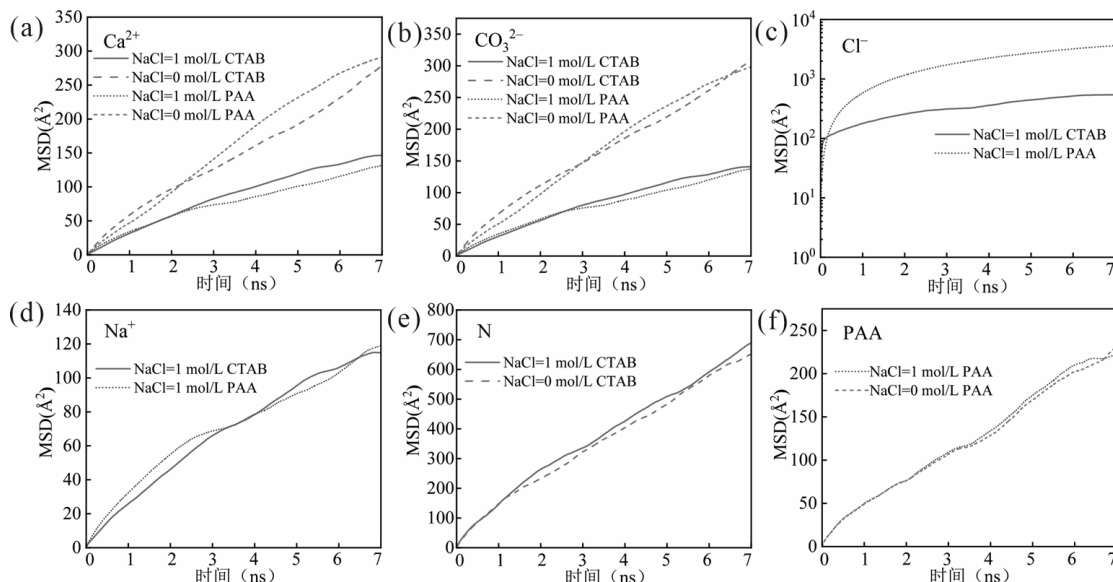 (a)
Ca²⁺
NaCl=1 mol/L CTAB
NaCl=0 mol/L CTAB
NaCl=1 mol/L PAA
NaCl=0 mol/L PAA
MSD(Å²)
350
300
250
200
150
100
50
0
0 1 2 3 4 5 6 7
时间（ns）
(b)
CO₃²⁻
NaCl=1 mol/L CTAB
NaCl=0 mol/L CTAB
NaCl=1 mol/L PAA
NaCl=0 mol/L PAA
MSD(Å²)
350
300
250
200
150
100
50
0
0 1 2 3 4 5 6 7
时间（ns）
(c)
Cl⁻
NaCl=1 mol/L CTAB
NaCl=1 mol/L PAA
MSD(Å²)
10⁴
10³
10²
10¹
10⁰
0 1 2 3 4 5 6 7
时间（ns）
(d)
Na⁺
NaCl=1 mol/L CTAB
NaCl=1 mol/L PAA
MSD(Å²)
140
120
100
80
60
40
20
0
0 1 2 3 4 5 6 7
时间（ns）
(e)
N
NaCl=1 mol/L CTAB
NaCl=0 mol/L CTAB
MSD(Å²)
800
700
600
500
400
300
200
100
0
0 1 2 3 4 5 6 7
时间（ns）
(f)
PAA
NaCl=1 mol/L PAA
NaCl=0 mol/L PAA
MSD(Å²)
250
200
150
100
50
0
0 1 2 3 4 5 6 7
时间（ns）